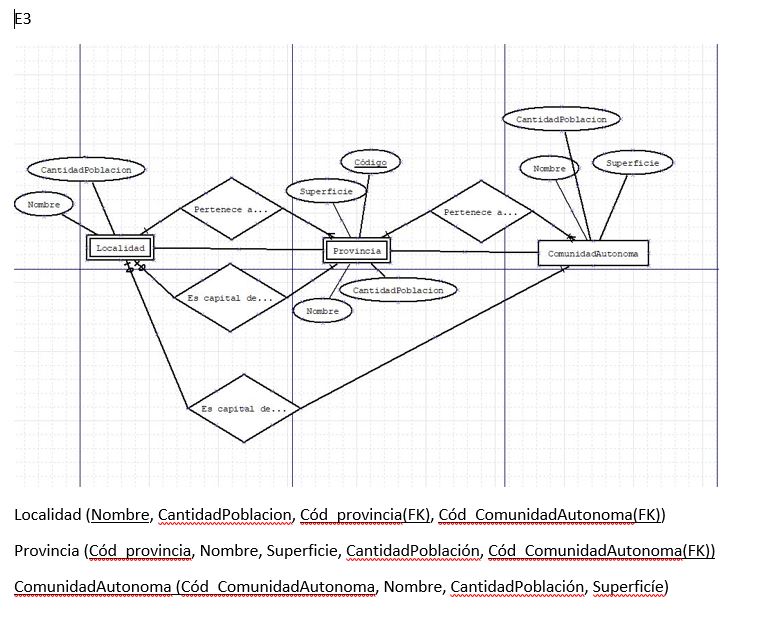 E3
CantidadPoblacion
CantidadPoblacion
Código
Nombre
Superficie
Superficie
Nombre
Pertenece a...
Pertenece a...
Localidad
Provincia
ComunidadAutonoma
Es capital de...
CantidadPoblacion
Nombre
Es capital de...
Localidad (Nombre, CantidadPoblacion, Cód_provincia(FK), Cód_ComunidadAutonoma(FK))
Provincia (Cód_provincia, Nombre, Superficie, CantidadPoblación, Cód_ComunidadAutonoma(FK))
ComunidadAutonoma (Cód_ComunidadAutonoma, Nombre, CantidadPoblación, Superficíe)